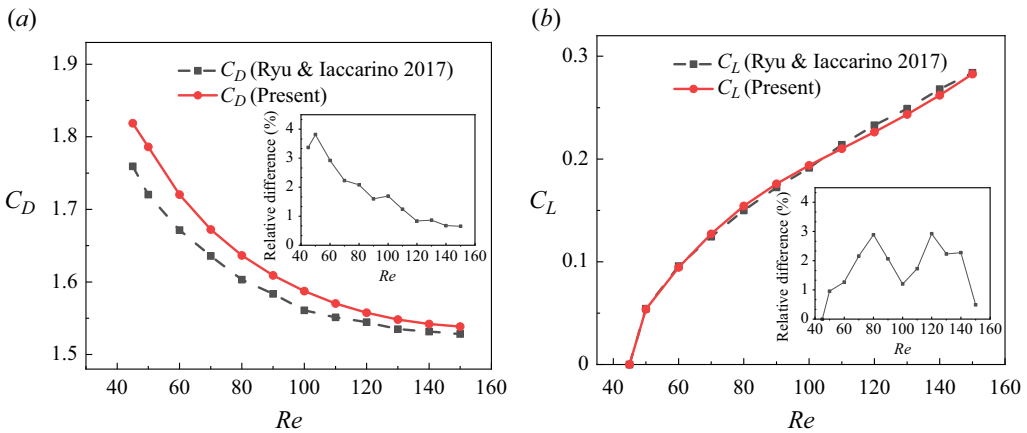 (a)
1.9
1.8
1.7
1.6
1.5
C_D
C_D (Ryu & Iaccarino 2017)
C_D (Present)
Relative difference (%)
4
3
2
1
0
40 60 80 100 120 140 160
Re
40 60 80 100 120 140 160
Re
(b)
0.3
0.2
0.1
0
C_L
C_L (Ryu & Iaccarino 2017)
C_L (Present)
Relative difference (%)
4
3
2
1
0
40 60 80 100 120 140 160
Re
40 60 80 100 120 140 160
Re